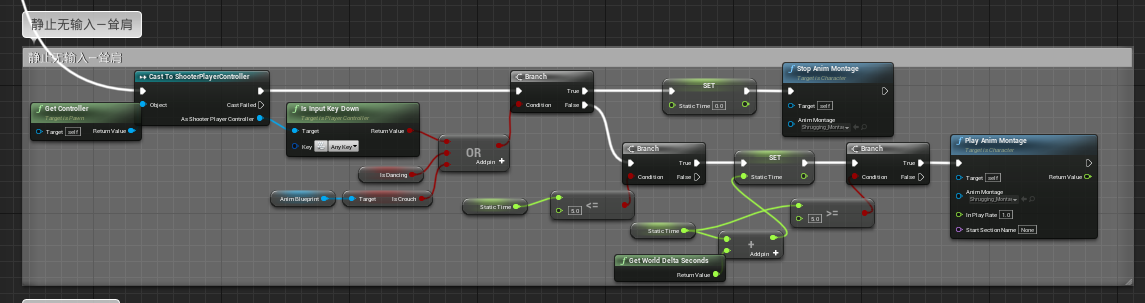 静止无输入-耸肩
静止无输入-耸肩
Cast To ShooterPlayerController
Object
Cast Failed
As Shooter Player Controller
Get Controller
Target is Pawn
Target self
Return Value
Is Input Key Down
Target is Player Controller
Target
Return Value
Key Any Key
Is Dancing
Anim Blueprint
Target
Is Crouch
OR
Add pin +
Branch
True
Condition
False
SET
Static Time 0.0
Stop Anim Montage
Target is Character
Target self
Anim Montage
Shrugging_Montag
Branch
True
Condition
False
Static Time
<=
5.0
SET
Static Time
Static Time
Get World Delta Seconds
Return Value
+
Add pin +
Branch
True
Condition
False
>=
5.0
Play Anim Montage
Target is Character
Target self
Return Value
Anim Montage
Shrugging_Montag
In Play Rate 1.0
Start Section Name None